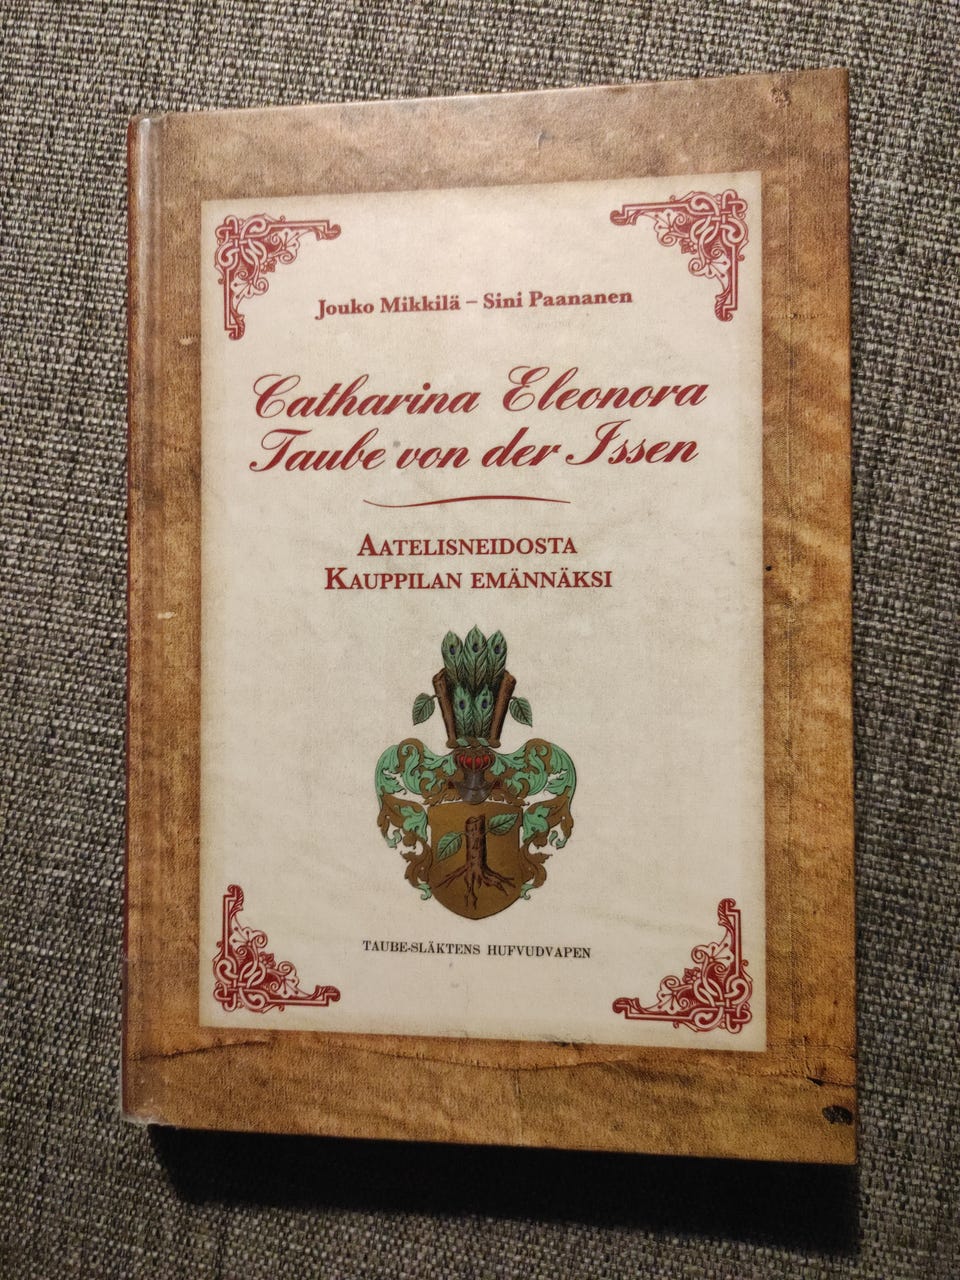 Jouko Mikkilä – Sini Paananen
Catharina Eleonora
Taube von der Issen
AATELISNEIDOSTA
KAUPPILAN EMÄNNÄKSI
TAUBE-SLÄKTENS HUFVUDVAPEN